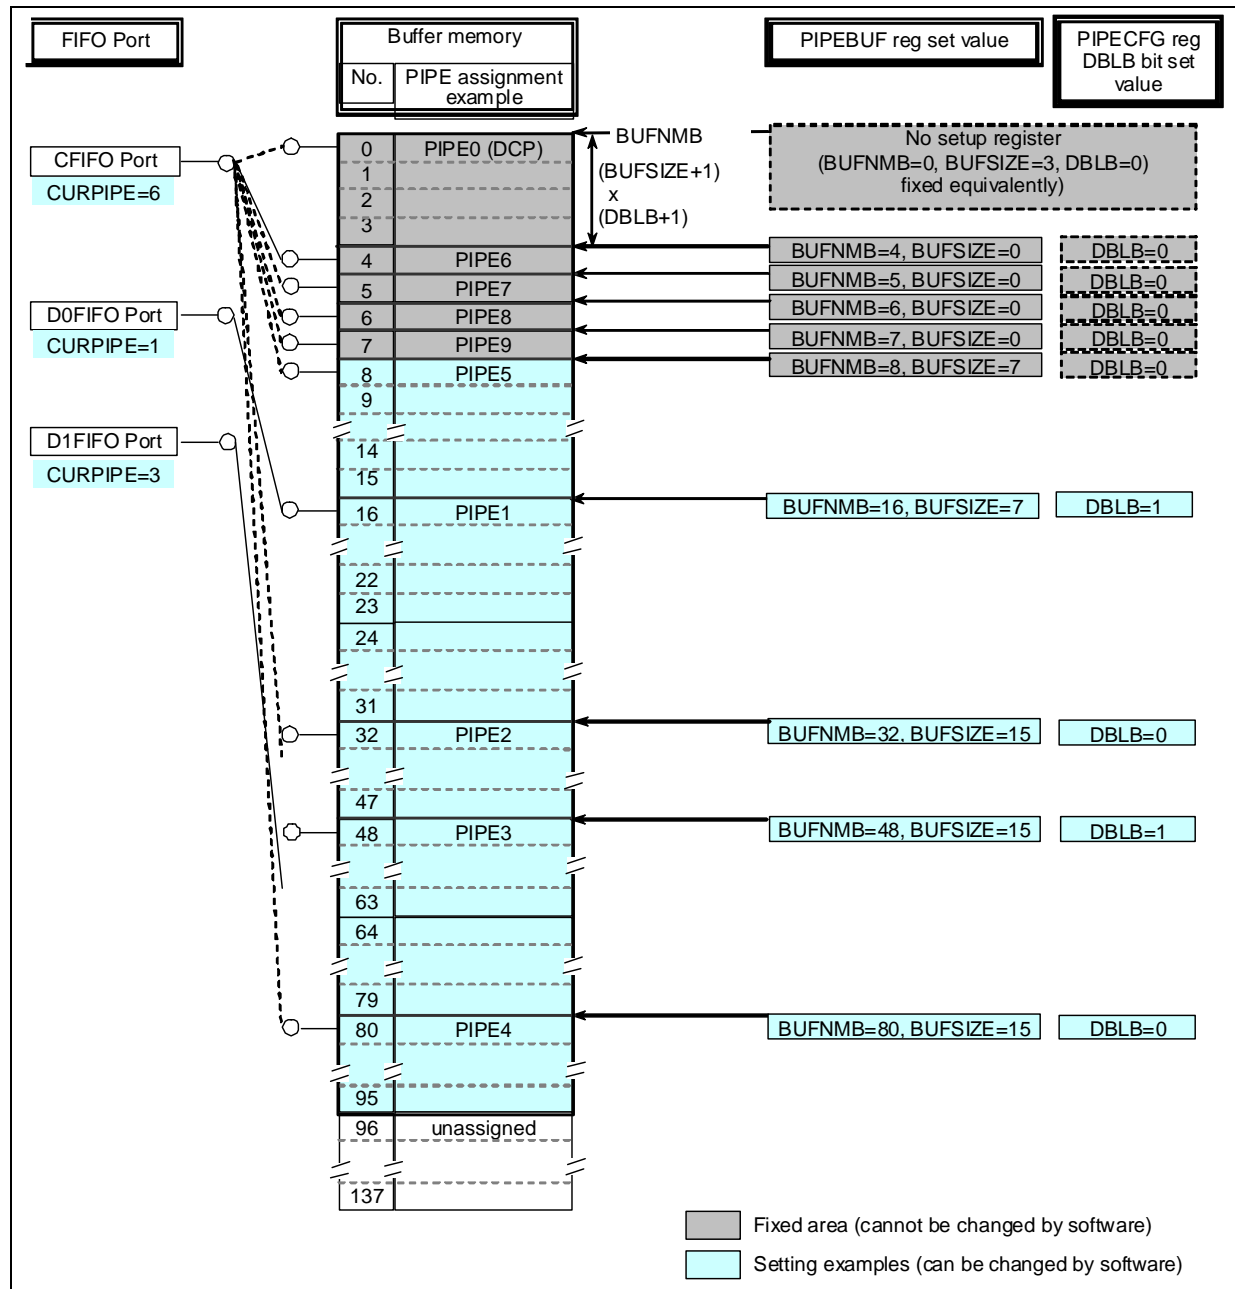 FIFO Port
Buffer memory
No.
PIPE assignment
example
PIPEBUF reg set value
PIPECFG reg
DBLB bit set
value
CFIFO Port
CURPIPE=6
D0FIFO Port
CURPIPE=1
D1FIFO Port
CURPIPE=3
0 PIPE0 (DCP)
1
2
3
4 PIPE6
5 PIPE7
6 PIPE8
7 PIPE9
8 PIPE5
9
14
15
16 PIPE1
22
23
24
31
32 PIPE2
47
48 PIPE3
63
64
79
80 PIPE4
95
96 unassigned
137
BUFNMB
(BUFSIZE+1)
x
(DBLB+1)
No setup register
(BUFNMB=0, BUFSIZE=3, DBLB=0)
fixed equivalently)
BUFNMB=4, BUFSIZE=0 DBLB=0
BUFNMB=5, BUFSIZE=0 DBLB=0
BUFNMB=6, BUFSIZE=0 DBLB=0
BUFNMB=7, BUFSIZE=0 DBLB=0
BUFNMB=8, BUFSIZE=7 DBLB=0
BUFNMB=16, BUFSIZE=7 DBLB=1
BUFNMB=32, BUFSIZE=15 DBLB=0
BUFNMB=48, BUFSIZE=15 DBLB=1
BUFNMB=80, BUFSIZE=15 DBLB=0
Fixed area (cannot be changed by software)
Setting examples (can be changed by software)